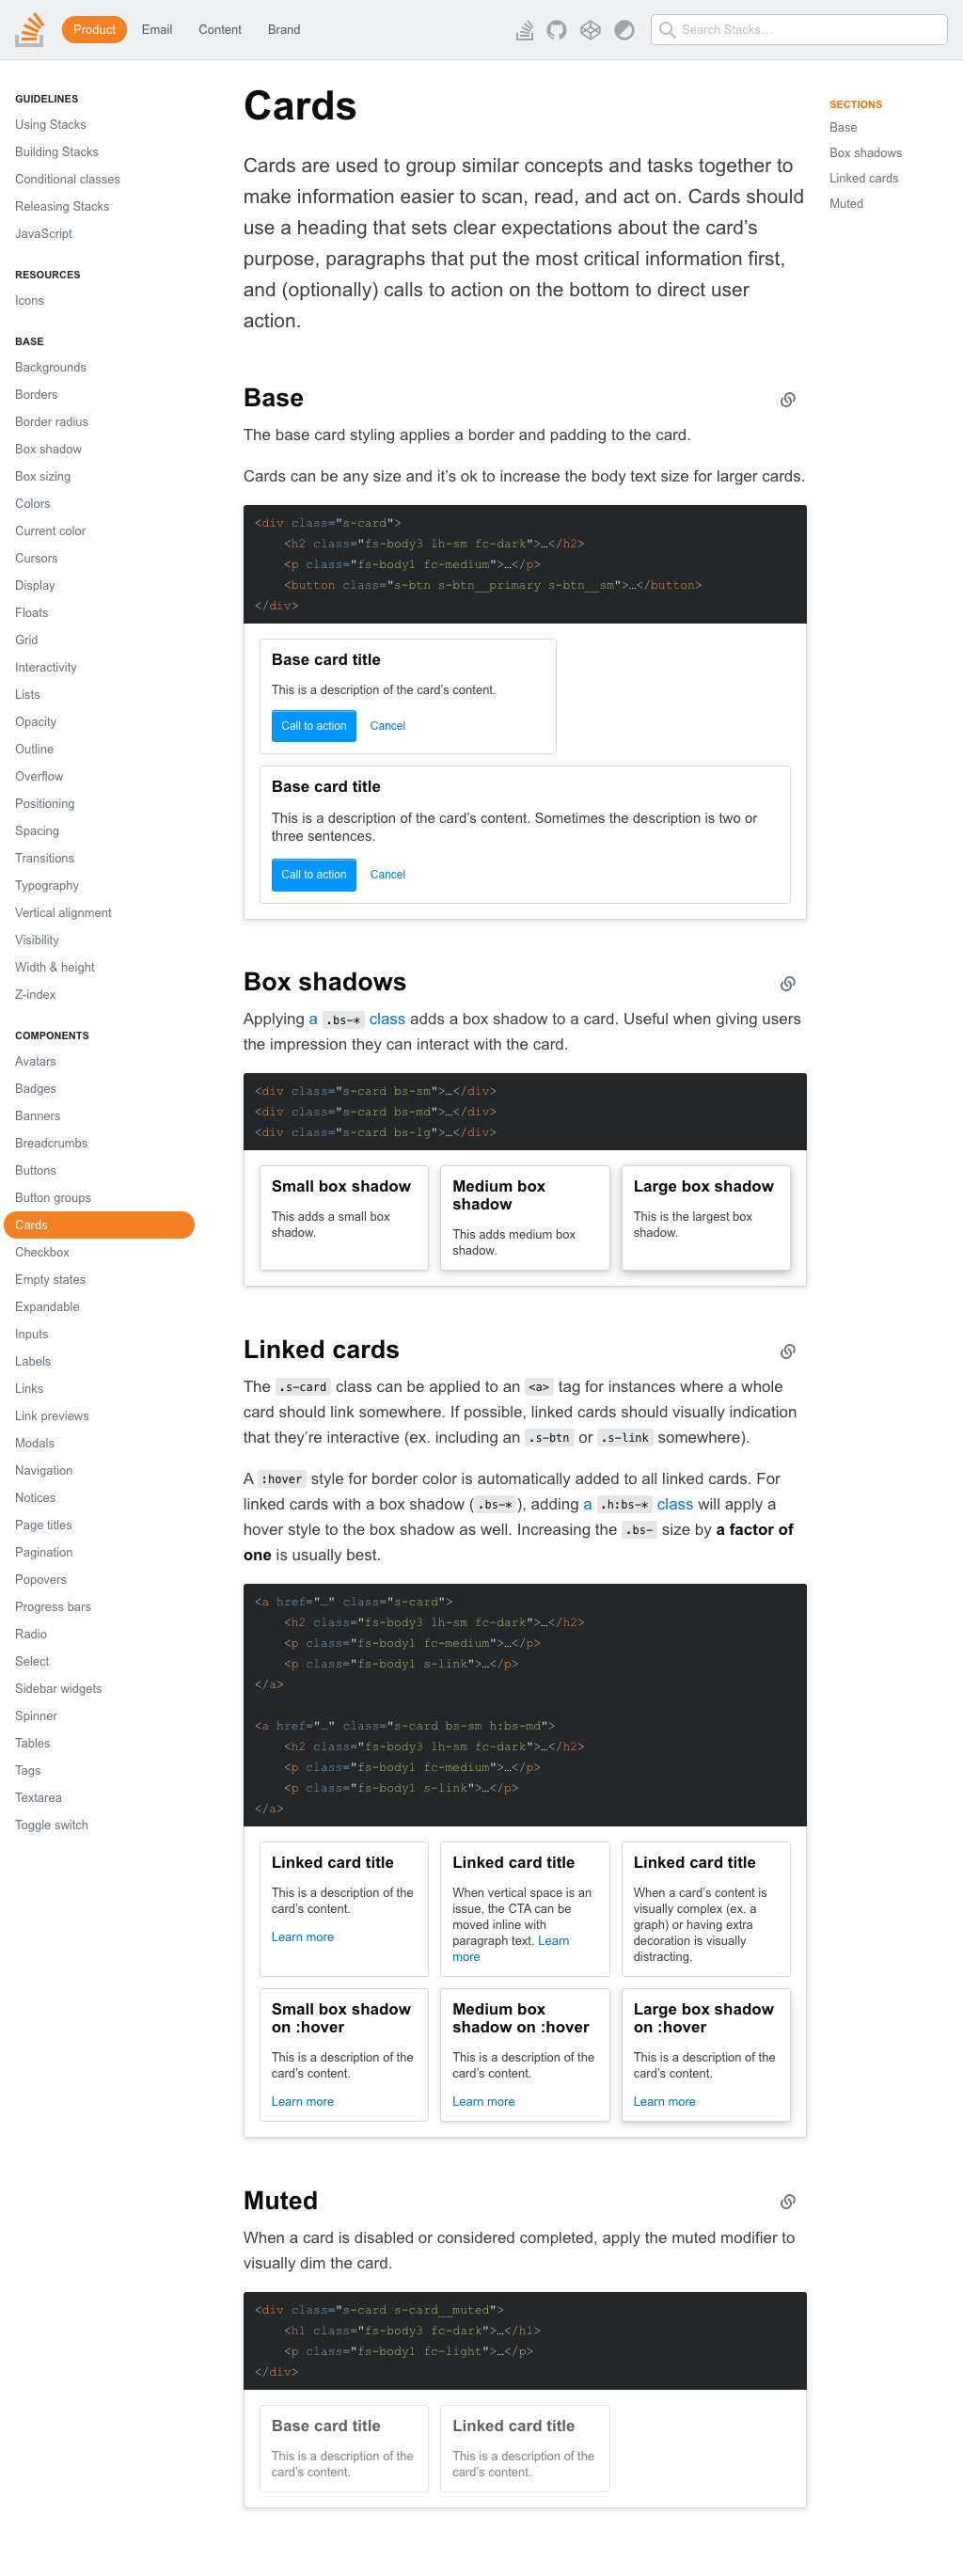 Product Email Content Brand
Search Stacks...
GUIDELINES
Using Stacks
Building Stacks
Conditional classes
Releasing Stacks
JavaScript
RESOURCES
Icons
BASE
Backgrounds
Borders
Border radius
Box shadow
Box sizing
Colors
Current color
Cursors
Display
Floats
Grid
Interactivity
Lists
Opacity
Outline
Overflow
Positioning
Spacing
Transitions
Typography
Vertical alignment
Visibility
Width & height
Z-index
COMPONENTS
Avatars
Badges
Banners
Breadcrumbs
Buttons
Button groups
Cards
Checkbox
Empty states
Expandable
Inputs
Labels
Links
Link previews
Modals
Navigation
Notices
Page titles
Pagination
Popovers
Progress bars
Radio
Select
Sidebar widgets
Spinner
Tables
Tags
Textarea
Toggle switch
Cards
Cards are used to group similar concepts and tasks together to
make information easier to scan, read, and act on. Cards should
use a heading that sets clear expectations about the card’s
purpose, paragraphs that put the most critical information first,
and (optionally) calls to action on the bottom to direct user
action.
Base
The base card styling applies a border and padding to the card.
Cards can be any size and it’s ok to increase the body text size for larger cards.
<div class="s-card">
<h2 class="fs-body3 lh-sm fc-dark">…</h2>
<p class="fs-body1 fc-medium">…</p>
<button class="s-btn s-btn__primary s-btn__sm">…</button>
</div>
Base card title
This is a description of the card’s content.
Call to action Cancel
Base card title
This is a description of the card’s content. Sometimes the description is two or
three sentences.
Call to action Cancel
Box shadows
Applying a .bs-* class adds a box shadow to a card. Useful when giving users
the impression they can interact with the card.
<div class="s-card bs-sm">…</div>
<div class="s-card bs-md">…</div>
<div class="s-card bs-lg">…</div>
Small box shadow
This adds a small box
shadow.
Medium box
shadow
This adds medium box
shadow.
Large box shadow
This is the largest box
shadow.
Linked cards
The .s-card class can be applied to an <a> tag for instances where a whole
card should link somewhere. If possible, linked cards should visually indication
that they’re interactive (ex. including an .s-btn or .s-link somewhere).
A :hover style for border color is automatically added to all linked cards. For
linked cards with a box shadow (.bs-*), adding a .h:bs-* class will apply a
hover style to the box shadow as well. Increasing the .bs- size by a factor of
one is usually best.
<a href="…" class="s-card">
<h2 class="fs-body3 lh-sm fc-dark">…</h2>
<p class="fs-body1 fc-medium">…</p>
<p class="fs-body1 s-link">…</p>
</a>
<a href="…" class="s-card bs-sm h:bs-md">
<h2 class="fs-body3 lh-sm fc-dark">…</h2>
<p class="fs-body1 fc-medium">…</p>
<p class="fs-body1 s-link">…</p>
</a>
Linked card title
This is a description of the
card’s content.
Learn more
Linked card title
When vertical space is an
issue, the CTA can be
moved inline with
paragraph text. Learn
more
Linked card title
When a card’s content is
visually complex (ex. a
graph) or having extra
decoration is visually
distracting.
Small box shadow
on :hover
This is a description of the
card’s content.
Learn more
Medium box
shadow on :hover
This is a description of the
card’s content.
Learn more
Large box shadow
on :hover
This is a description of the
card’s content.
Learn more
Muted
When a card is disabled or considered completed, apply the muted modifier to
visually dim the card.
<div class="s-card s-card__muted">
<h1 class="fs-body3 fc-dark">…</h1>
<p class="fs-body1 fc-light">…</p>
</div>
Base card title
This is a description of the
card’s content.
Linked card title
This is a description of the
card’s content.
SECTIONS
Base
Box shadows
Linked cards
Muted